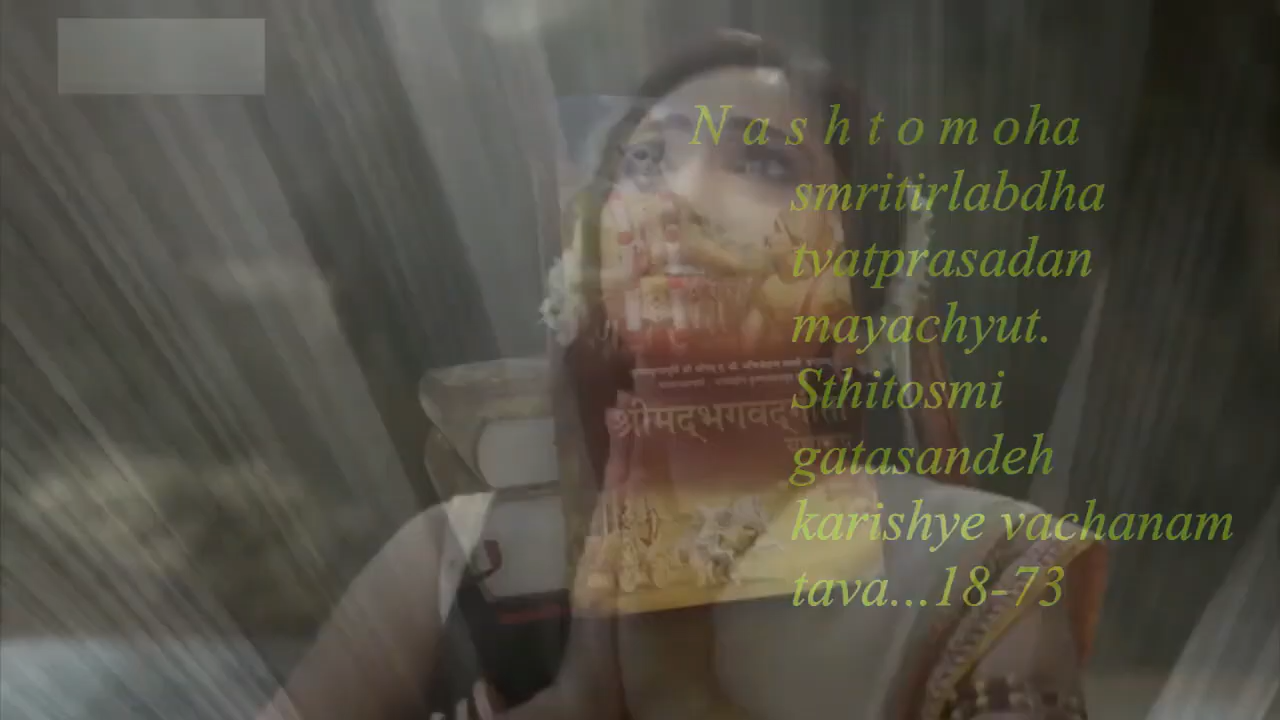 N a s h t o m oha
smritirlabdha
tvatprasadan
mayachyut.
Sthitosmi
gatasandeh
karishye vachanam
tava...18-73
श्रीमद्भगवद्गीता